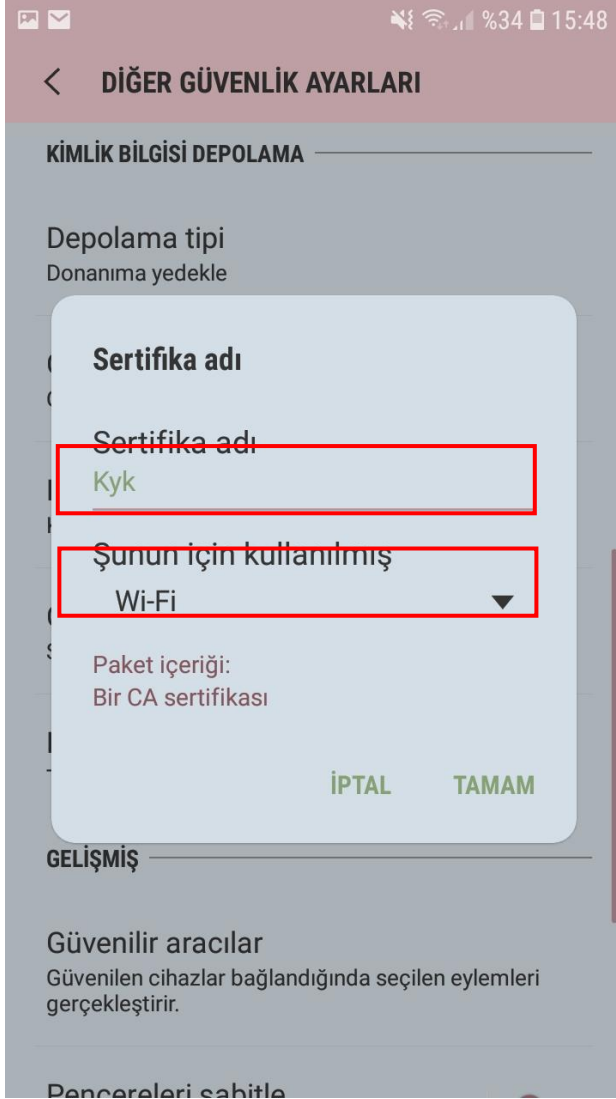 %34 15:48
DİĞER GÜVENLİK AYARLARI
KİMLİK BİLGİSİ DEPOLAMA
Depolama tipi
Donanıma yedekle
Sertifika adı
Sertifika adı
Kyk
Şunun için kullanılmış
Wi-Fi
Paket içeriği:
Bir CA sertifikası
İPTAL TAMAM
GELİŞMİŞ
Güvenilir aracılar
Güvenilen cihazlar bağlandığında seçilen eylemleri
gerçekleştirir.
Pencereleri sabitle